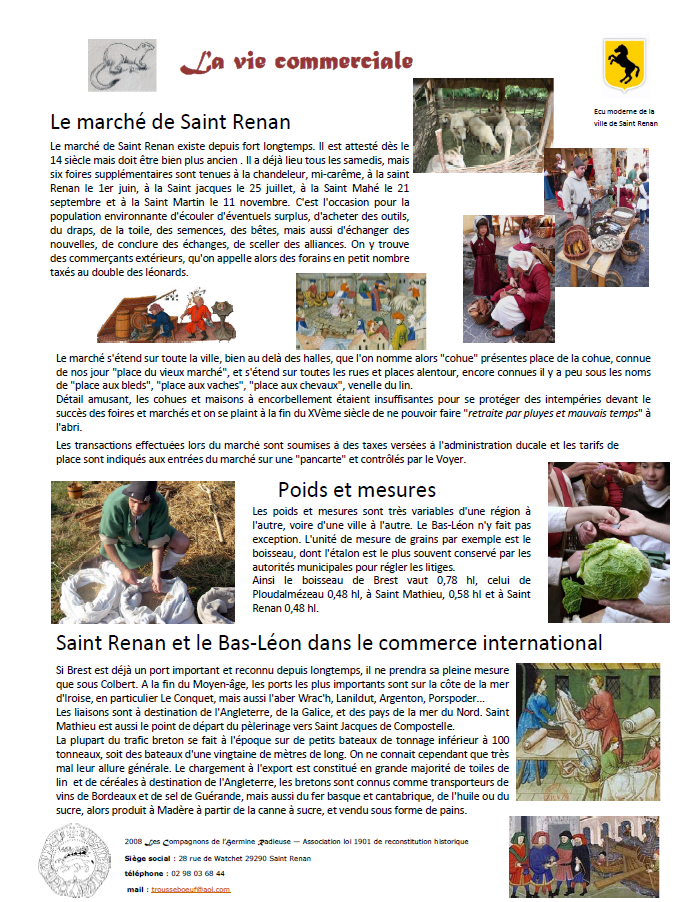 La vie commerciale
Ecu moderne de la
ville de Saint Renan
Le marché de Saint Renan
Le marché de Saint Renan existe depuis fort longtemps. Il est attesté dès le
14 siècle mais doit être bien plus ancien . Il a déjà lieu tous les samedis, mais
six foires supplémentaires sont tenues à la chandeleur, mi-carême, à la saint
Renan le 1er juin, à la Saint jacques le 25 juillet, à la Saint Mahé le 21
septembre et à la Saint Martin le 11 novembre. C'est l'occasion pour la
population environnante d'écouler d'éventuels surplus, d'acheter des outils,
du draps, de la toile, des semences, des bêtes, mais aussi d'échanger des
nouvelles, de conclure des échanges, de sceller des alliances. On y trouve
des commerçants extérieurs, qu'on appelle alors des forains en petit nombre
taxés au double des léonards.
Le marché s'étend sur toute la ville, bien au delà des halles, que l'on nomme alors "cohue" présentes place de la cohue, connue
de nos jour "place du vieux marché", et s'étend sur toutes les rues et places alentour, encore connues il y a peu sous les noms
de "place aux bleds", "place aux vaches", "place aux chevaux", venelle du lin.
Détail amusant, les cohues et maisons à encorbellement étaient insuffisantes pour se protéger des intempéries devant le
succès des foires et marchés et on se plaint à la fin du XVème siècle de ne pouvoir faire "retraite par pluyes et mauvais temps" à
l'abri.
Les transactions effectuées lors du marché sont soumises à des taxes versées à l'administration ducale et les tarifs de
place sont indiqués aux entrées du marché sur une "pancarte" et contrôlés par le Voyer.
Poids et mesures
Les poids et mesures sont très variables d'une région à
l'autre, voire d'une ville à l'autre. Le Bas-Léon n'y fait pas
exception. L'unité de mesure de grains par exemple est le
boisseau, dont l'étalon est le plus souvent conservé par les
autorités municipales pour régler les litiges.
Ainsi le boisseau de Brest vaut 0,78 hl, celui de
Ploudalmézeau 0,48 hl, à Saint Mathieu, 0,58 hl et à Saint
Renan 0,48 hl.
Saint Renan et le Bas-Léon dans le commerce international
Si Brest est déjà un port important et reconnu depuis longtemps, il ne prendra sa pleine mesure
que sous Colbert. A la fin du Moyen-âge, les ports les plus importants sont sur la côte de la mer
d'Iroise, en particulier Le Conquet, mais aussi l'aber Wrac'h, Lanildut, Argenton, Porspoder...
Les liaisons sont à destination de l'Angleterre, de la Galice, et des pays de la mer du Nord. Saint
Mathieu est aussi le point de départ du pèlerinage vers Saint Jacques de Compostelle.
La plupart du trafic breton se fait à l'époque sur de petits bateaux de tonnage inférieur à 100
tonneaux, soit des bateaux d'une vingtaine de mètres de long. On ne connait cependant que très
mal leur allure générale. Le chargement à l'export est constitué en grande majorité de toiles de
lin et de céréales à destination de l'Angleterre, les bretons sont connus comme transporteurs de
vins de Bordeaux et de sel de Guérande, mais aussi du fer basque et cantabrique, de l'huile ou du
sucre, alors produit à Madère à partir de la canne à sucre, et vendu sous forme de pains.
2008 Les Compagnons de l'Hermine Radieuse — Association loi 1901 de reconstitution historique
Siège social : 28 rue de Watchet 29290 Saint Renan
téléphone : 02 98 03 68 44
mail : trousseboeuf@aol.com